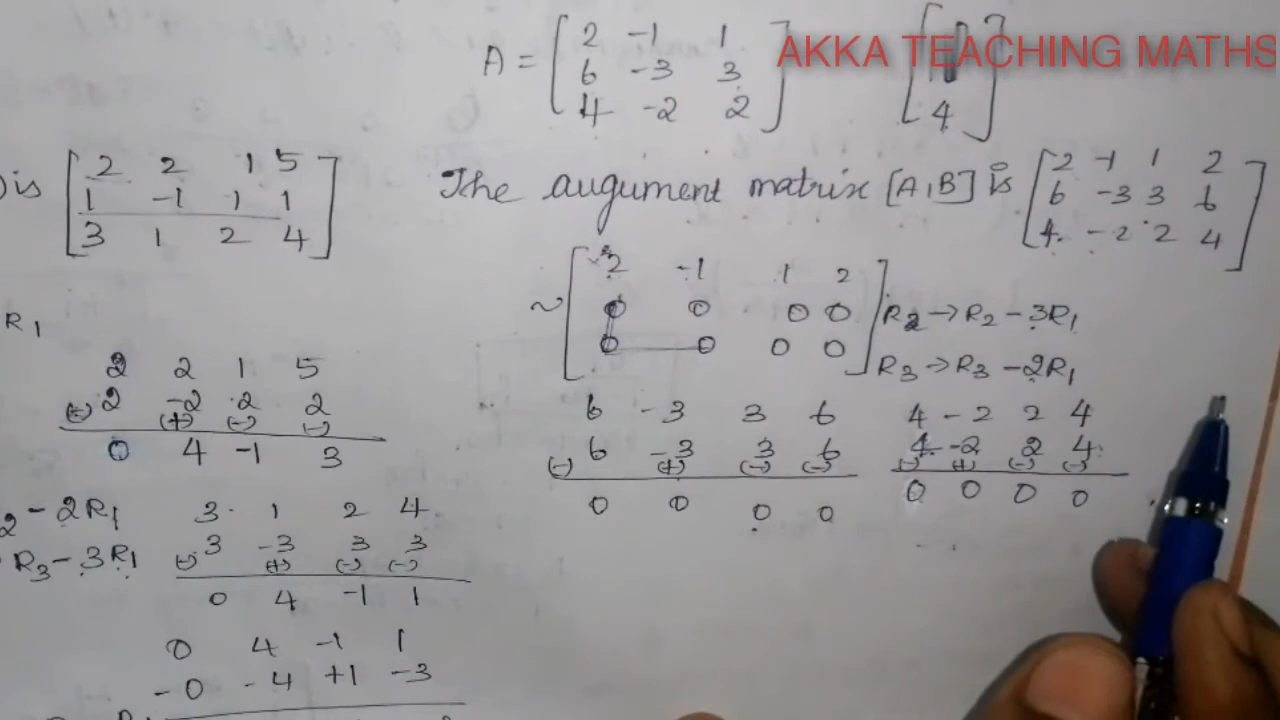 AKKA TEACHING MATHS
A = [ 2 -1 1
6 -3 3
4 -2 2 ]
[
4 ]
is [ 2 2 1 5
1 -1 1 1
3 1 2 4 ]
R1
2 2 1 5
(-) 2 (+) -2 (-) 2 (-) 2
0 4 -1 3
2 - 2R1
R3 - 3R1
3 1 2 4
(-) 3 (+) -3 (-) 3 (-) 3
0 4 -1 1
0 4 -1 1
-0 -4 +1 -3
The augument matrix [A,B] is [ 2 -1 1 2
6 -3 3 6
4 -2 2 4 ]
~ [ 2 -1 1 2
0 0 0 0
0 0 0 0 ]
R2 → R2 - 3R1
R3 → R3 - 2R1
6 -3 3 6
(-) 6 (+) -3 (-) 3 (-) 6
0 0 0 0
4 -2 2 4
(-) 4 (+) -2 (-) 2 (-) 4
0 0 0 0